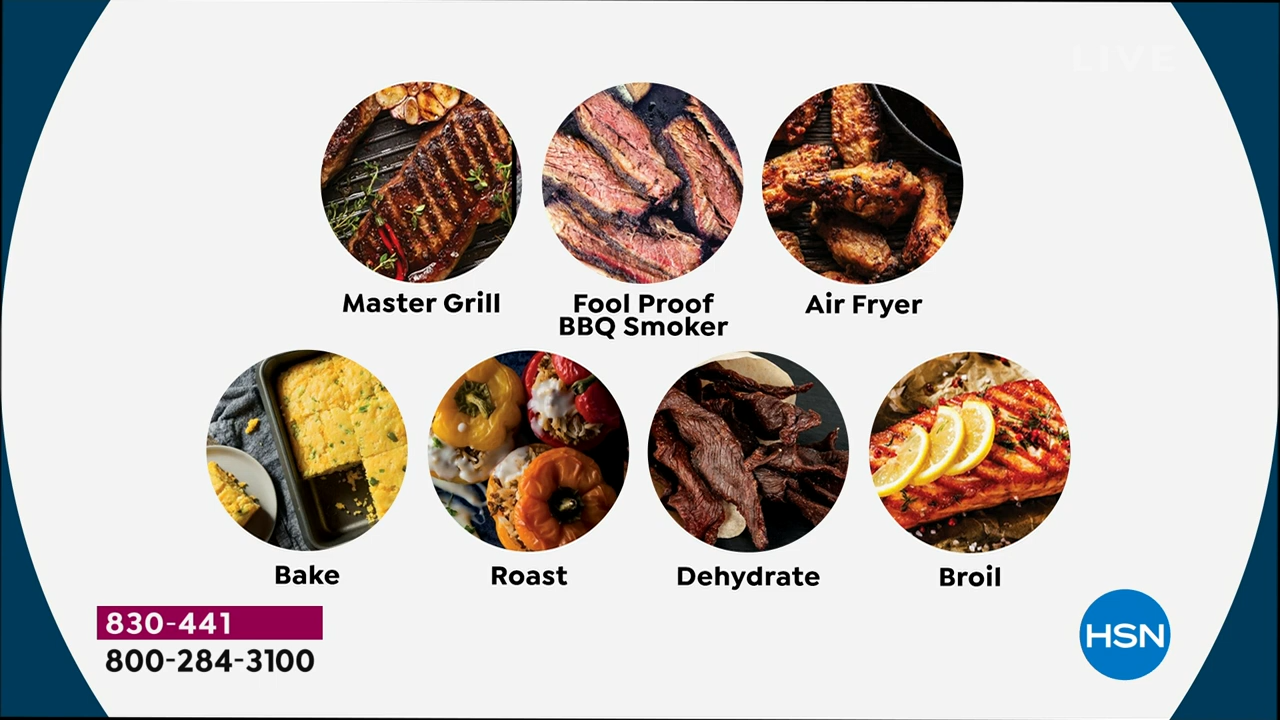 LIVE
Master Grill
Fool Proof
BBQ Smoker
Air Fryer
Bake
Roast
Dehydrate
Broil
830-441
800-284-3100
HSN